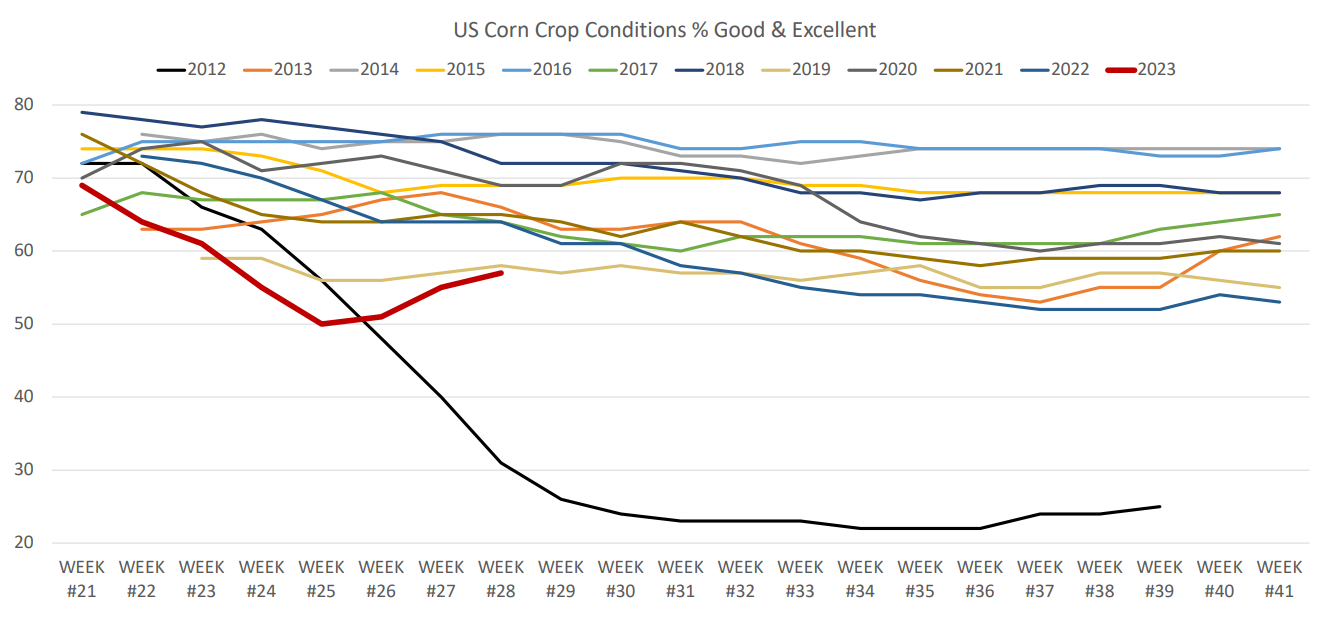 US Corn Crop Conditions % Good & Excellent
2012 2013 2014 2015 2016 2017 2018 2019 2020 2021 2022 2023
80
70
60
50
40
30
20
WEEK WEEK WEEK WEEK WEEK WEEK WEEK WEEK WEEK WEEK WEEK WEEK WEEK WEEK WEEK WEEK WEEK WEEK WEEK WEEK WEEK
#21 #22 #23 #24 #25 #26 #27 #28 #29 #30 #31 #32 #33 #34 #35 #36 #37 #38 #39 #40 #41